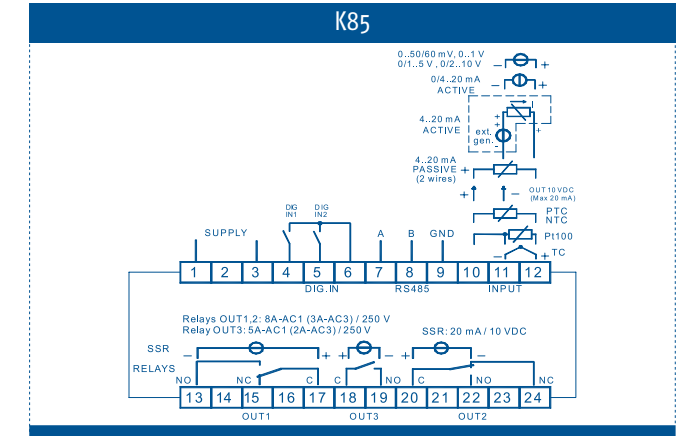 K85
0..50/60 mV, 0..1 V
0/1..5 V , 0/2..10 V
− +
0/4..20 mA
ACTIVE
− +
4..20 mA
ACTIVE
ext.
gen.
+
+
-
+
I
4..20 mA
PASSIVE
(2 wires)
+ −
+ −
OUT 10 VDC
(Max 20 mA)
PTC
NTC
Pt100
− + TC
SUPPLY
DIG
IN1
DIG
IN2
A B GND
1 2 3 4 5 6 7 8 9 10 11 12
DIG.IN RS485 INPUT
Relays OUT1,2: 8A-AC1 (3A-AC3) / 250 V
Relay OUT3: 5A-AC1 (2A-AC3) / 250 V
SSR: 20 mA / 10 VDC
SSR − + + − + −
RELAYS
NO NC C C NO C NO NC
13 14 15 16 17 18 19 20 21 22 23 24
OUT1 OUT3 OUT2